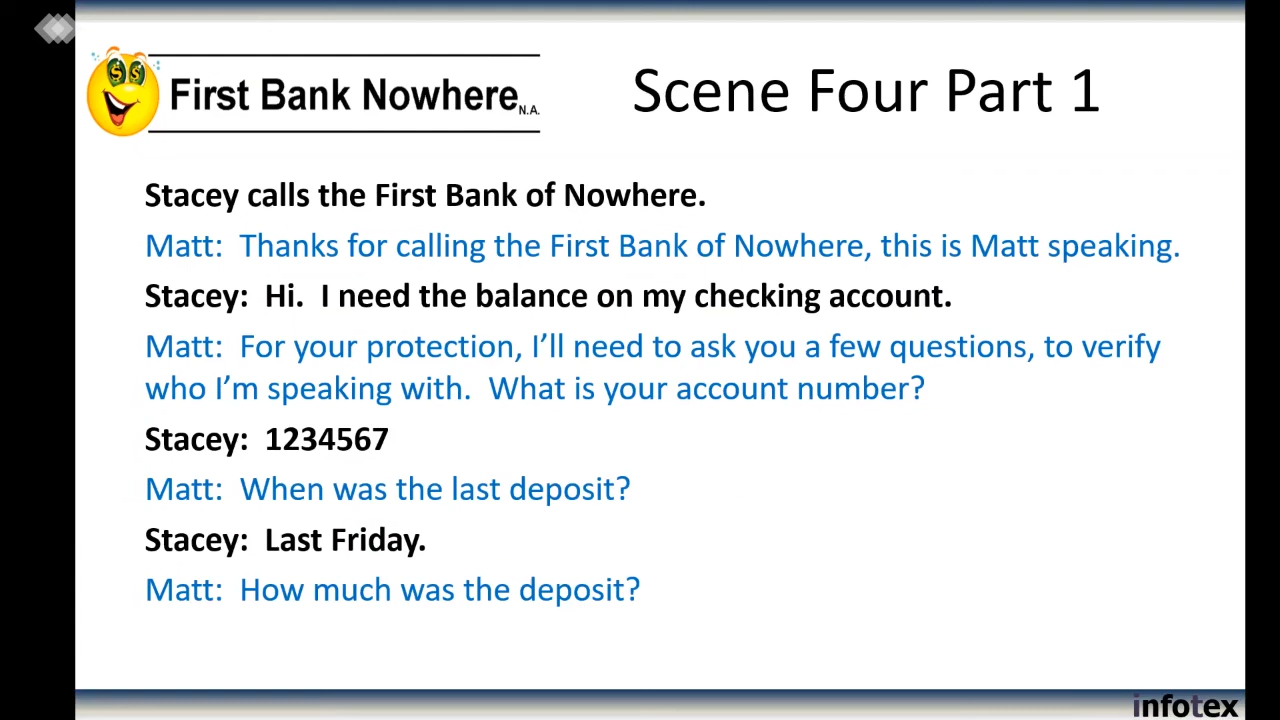 First Bank Nowhere N.A.
Scene Four Part 1
Stacey calls the First Bank of Nowhere.
Matt:  Thanks for calling the First Bank of Nowhere, this is Matt speaking.
Stacey:  Hi.  I need the balance on my checking account.
Matt:  For your protection, I’ll need to ask you a few questions, to verify
who I’m speaking with.  What is your account number?
Stacey:  1234567
Matt:  When was the last deposit?
Stacey:  Last Friday.
Matt:  How much was the deposit?
infotex